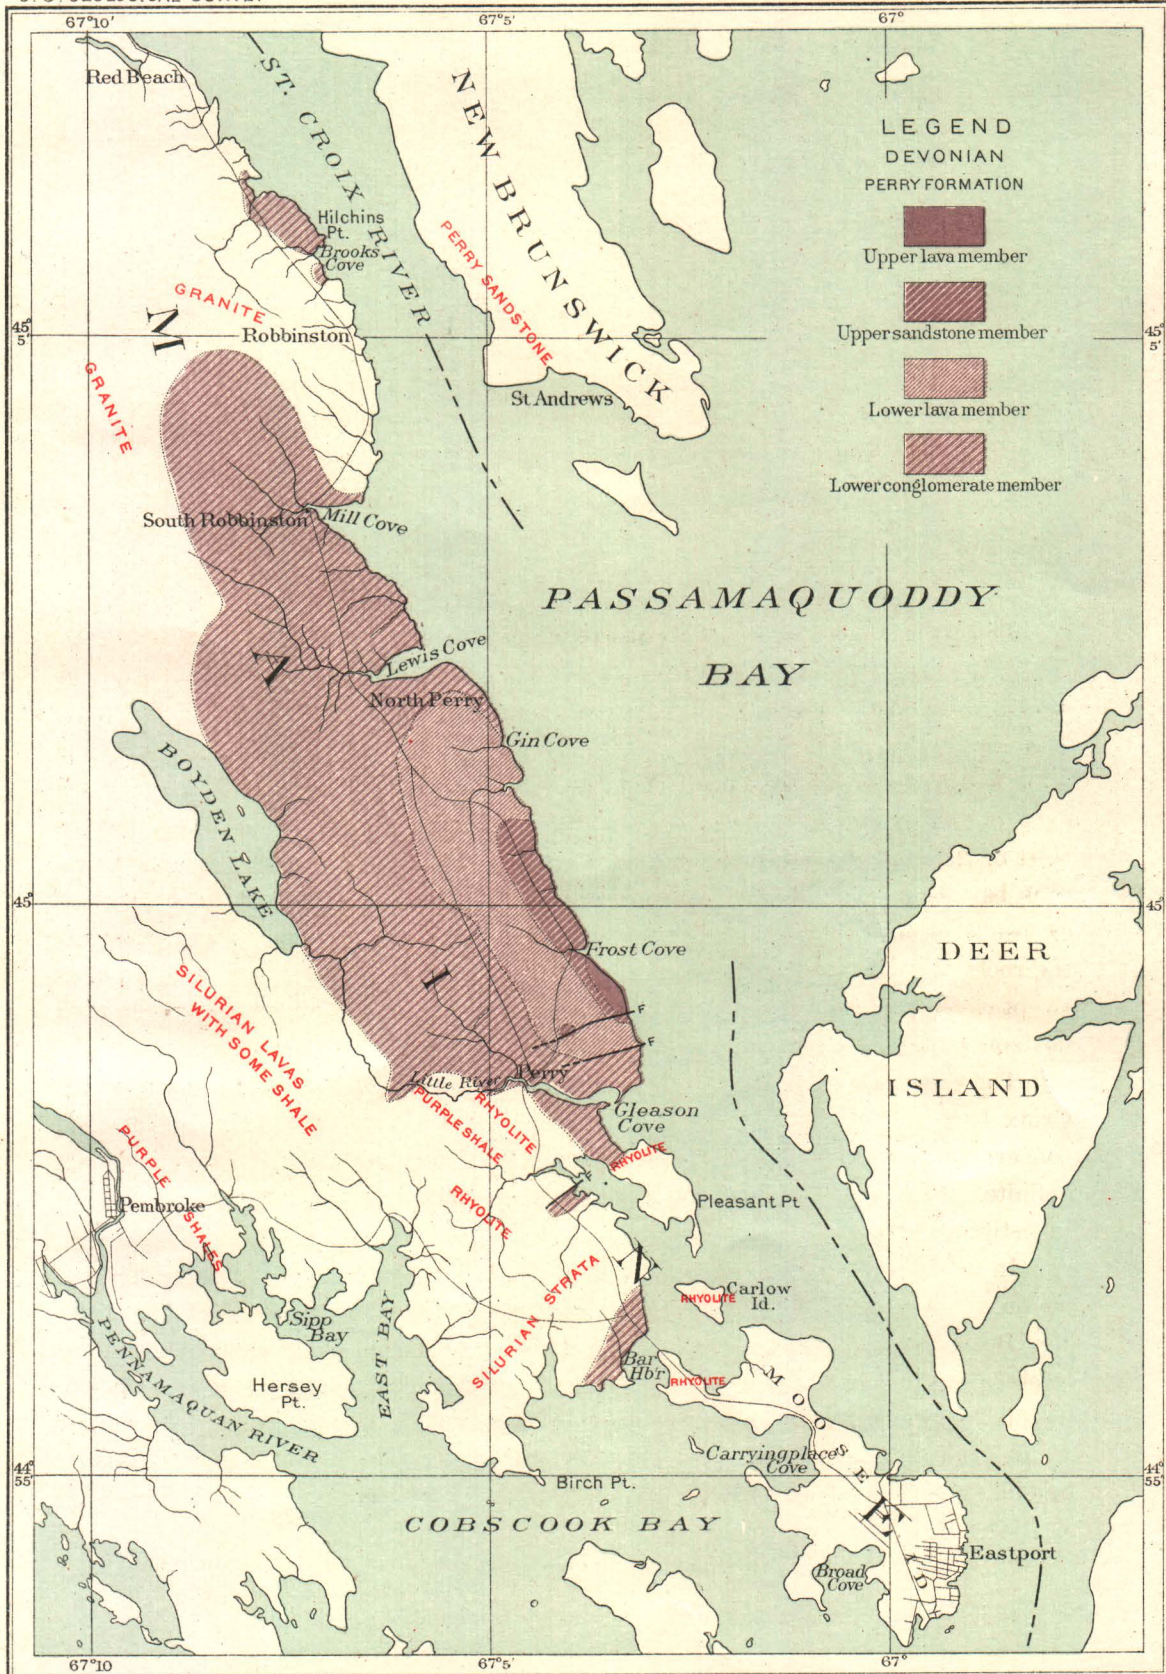 67°10'
67°5'
67°
Red Beach
ST. CROIX RIVER
NEW BRUNSWICK
LEGEND
DEVONIAN
PERRY FORMATION
Upper lava member
Upper sandstone member
Lower lava member
Lower conglomerate member
Hilchins
Pt.
Brooks
Cove
PERRY SANDSTONE
GRANITE
45°
5'
Robbinston
45°
5'
GRANITE
St Andrews
South Robbinston
Mill Cove
PASSAMAQUODDY
BAY
Lewis Cove
North Perry
Gin Cove
BOYDEN LAKE
45°
45°
Frost Cove
DEER
ISLAND
SILURIAN LAVAS
WITH SOME SHALE
F
F
Perry
Little River
RHYOLITE
PURPLE SHALE
Gleason
Cove
RHYOLITE
PURPLE SHALES
Pembroke
RHYOLITE
Pleasant Pt
SILURIAN STRATA
RHYOLITE
Carlow
Id.
Sipp
Bay
EAST BAY
Bar
Hb'r
RHYOLITE
Hersey
Pt.
PENNAMAQUAN RIVER
MOOSE ISLAND
Carryingplace
Cove
44°
55'
Birch Pt.
44°
55'
COBSCOOK BAY
Eastport
Broad
Cove
MAINE
67°10
67°5'
67°